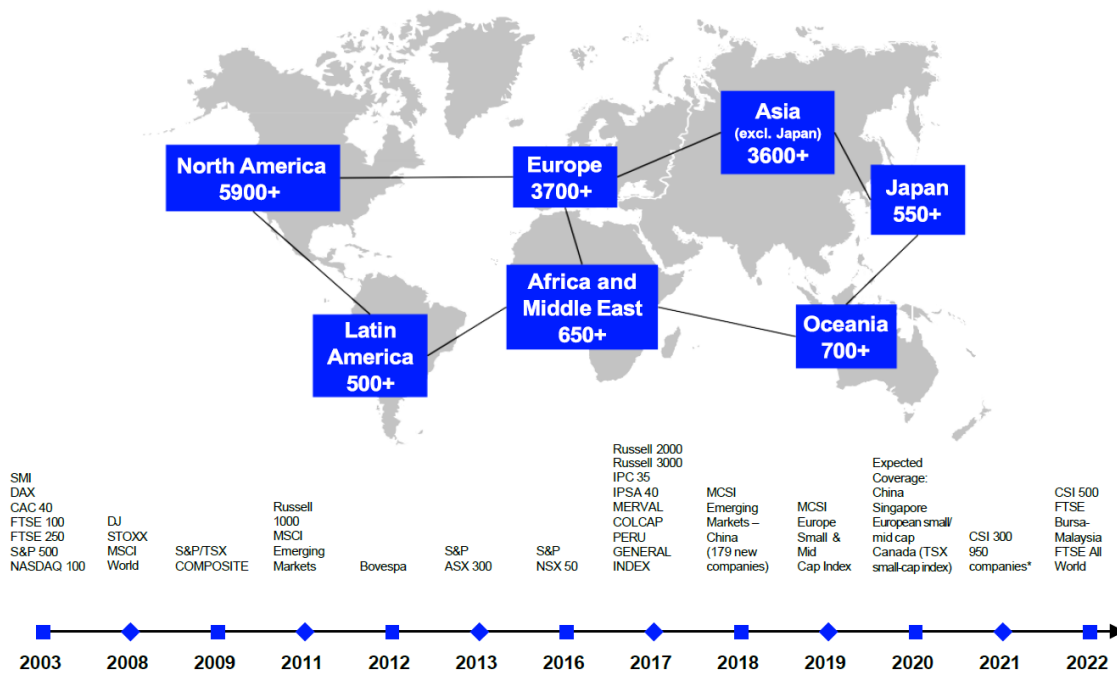 North America
5900+
Europe
3700+
Asia
(excl. Japan)
3600+
Japan
550+
Latin
America
500+
Africa and
Middle East
650+
Oceania
700+
SMI
DAX
CAC 40
FTSE 100
FTSE 250
S&P 500
NASDAQ 100
DJ
STOXX
MSCI
World
S&P/TSX
COMPOSITE
Russell
1000
MSCI
Emerging
Markets
Bovespa
S&P
ASX 300
S&P
NSX 50
Russell 2000
Russell 3000
IPC 35
IPSA 40
MERVAL
COLCAP
PERU
GENERAL
INDEX
MCSI
Emerging
Markets –
China
(179 new
companies)
MCSI
Europe
Small &
Mid
Cap Index
Expected
Coverage:
China
Singapore
European small/
mid cap
Canada (TSX
small-cap index)
CSI 300
950
companies*
CSI 500
FTSE
Bursa-
Malaysia
FTSE All
World
2003
2008
2009
2011
2012
2013
2016
2017
2018
2019
2020
2021
2022